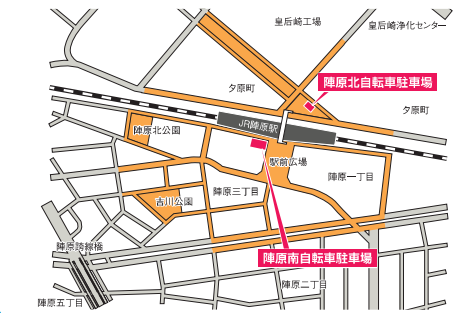 皇后崎工場
皇后崎浄化センター
陣原北自転車駐車場
夕原町
夕原町
JR陣原駅
陣原北公園
駅前広場
陣原一丁目
陣原三丁目
吉川公園
陣原跨線橋
陣原南自転車駐車場
陣原二丁目
陣原五丁目